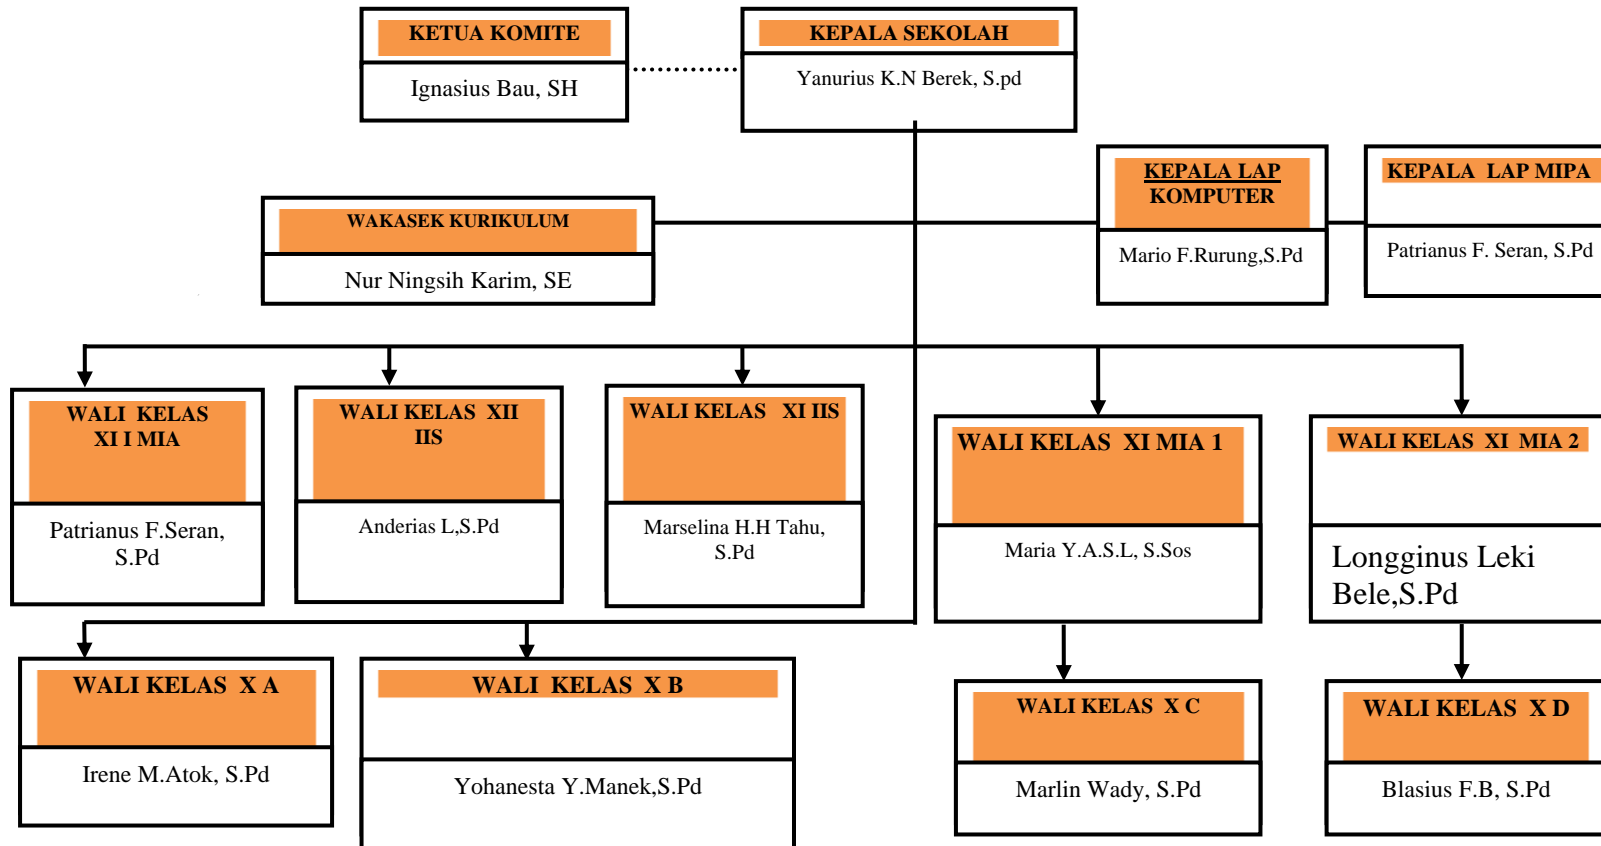 KETUA KOMITE
Ignasius Bau, SH
KEPALA SEKOLAH
Yanurius K.N Berek, S.pd
KEPALA LAP
KOMPUTER
Mario F.Rurung,S.Pd
KEPALA LAP MIPA
Patrianus F. Seran, S.Pd
WAKASEK KURIKULUM
Nur Ningsih Karim, SE
WALI KELAS
XI I MIA
Patrianus F.Seran,
S.Pd
WALI KELAS XII
IIS
Anderias L,S.Pd
WALI KELAS XI IIS
Marselina H.H Tahu,
S.Pd
WALI KELAS XI MIA 1
Maria Y.A.S.L, S.Sos
WALI KELAS XI MIA 2
Longginus Leki
Bele,S.Pd
WALI KELAS X A
Irene M.Atok, S.Pd
WALI KELAS X B
Yohanesta Y.Manek,S.Pd
WALI KELAS X C
Marlin Wady, S.Pd
WALI KELAS X D
Blasius F.B, S.Pd